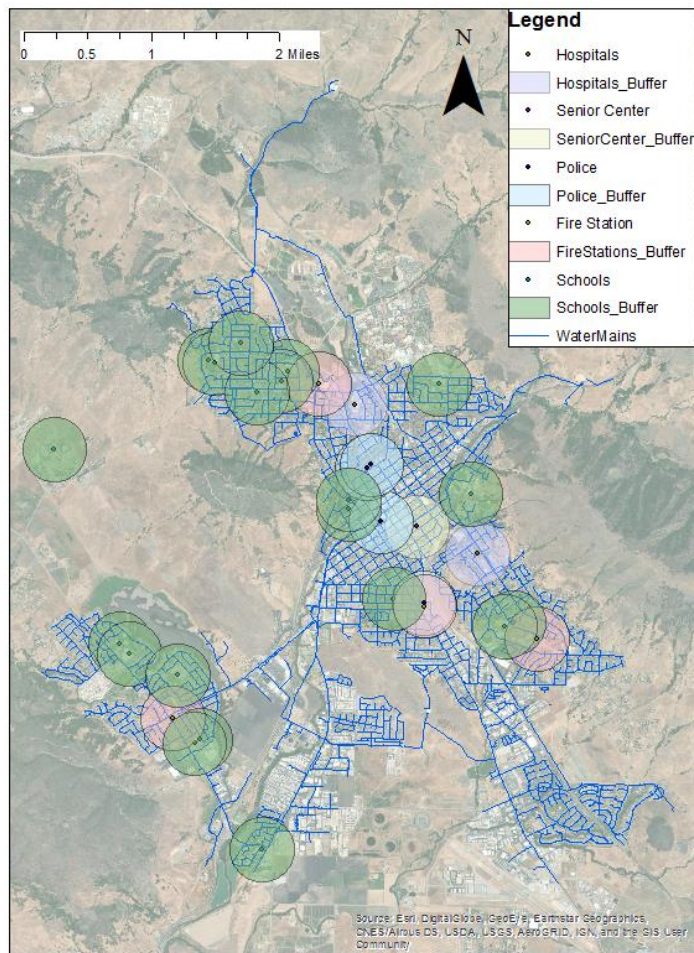 Legend
Hospitals
Hospitals_Buffer
Senior Center
SeniorCenter_Buffer
Police
Police_Buffer
Fire Station
FireStations_Buffer
Schools
Schools_Buffer
WaterMains
N
0 0.5 1 2 Miles
Source: Esri, DigitalGlobe, GeoEye, Earthstar Geographics,
CNES/Airbus DS, USDA, USGS, AeroGRID, IGN, and the GIS User
Community